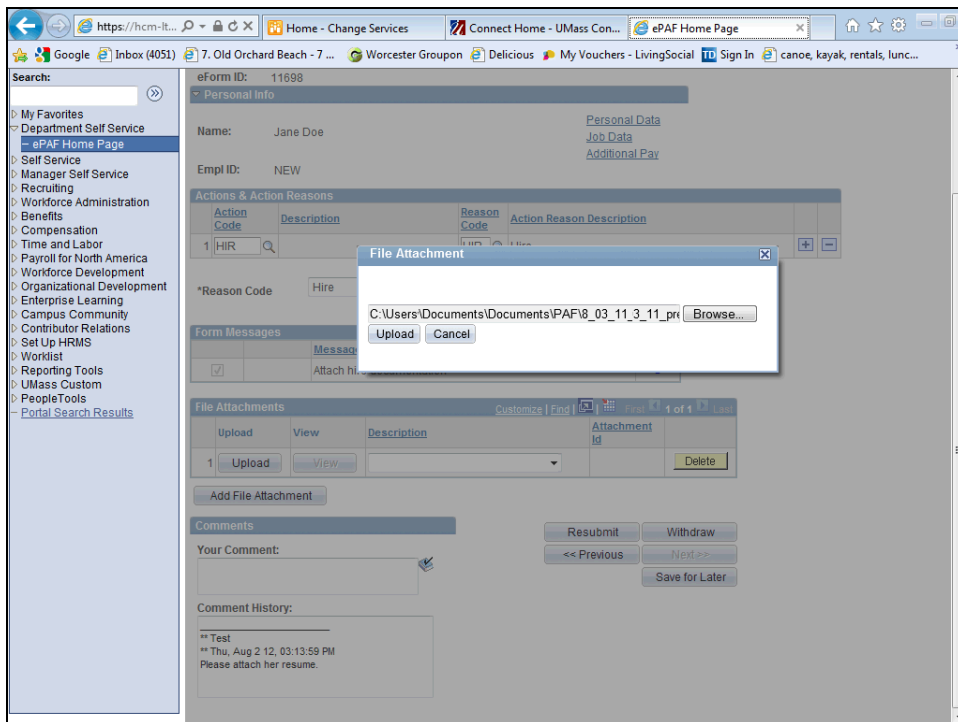 https://hcm-lt...
Home - Change Services
Connect Home - UMass Con...
ePAF Home Page
Google
Inbox (4051)
7. Old Orchard Beach - 7 ...
Worcester Groupon
Delicious
My Vouchers - LivingSocial
Sign In
canoe, kayak, rentals, lunc...
Search:
My Favorites
Department Self Service
ePAF Home Page
Self Service
Manager Self Service
Recruiting
Workforce Administration
Benefits
Compensation
Time and Labor
Payroll for North America
Workforce Development
Organizational Development
Enterprise Learning
Campus Community
Contributor Relations
Set Up HRMS
Worklist
Reporting Tools
UMass Custom
PeopleTools
Portal Search Results
eForm ID: 11698
Personal Info
Name: Jane Doe
Personal Data
Job Data
Additional Pay
Empl ID: NEW
Actions & Action Reasons
Action Code Description Reason Code Action Reason Description
1 HIR HIR Hire
*Reason Code Hire
File Attachment
C:\Users\Documents\Documents\PAF\8_03_11_3_11_pre Browse...
Upload Cancel
Form Messages
Attach
File Attachments Customize | Find | First 1 of 1 Last
Upload View Description Attachment Id
1 Upload View Delete
Add File Attachment
Comments
Your Comment:
Resubmit Withdraw
<< Previous Next >>
Save for Later
Comment History:
** Test
** Thu, Aug 2 12, 03:13:59 PM
Please attach her resume.